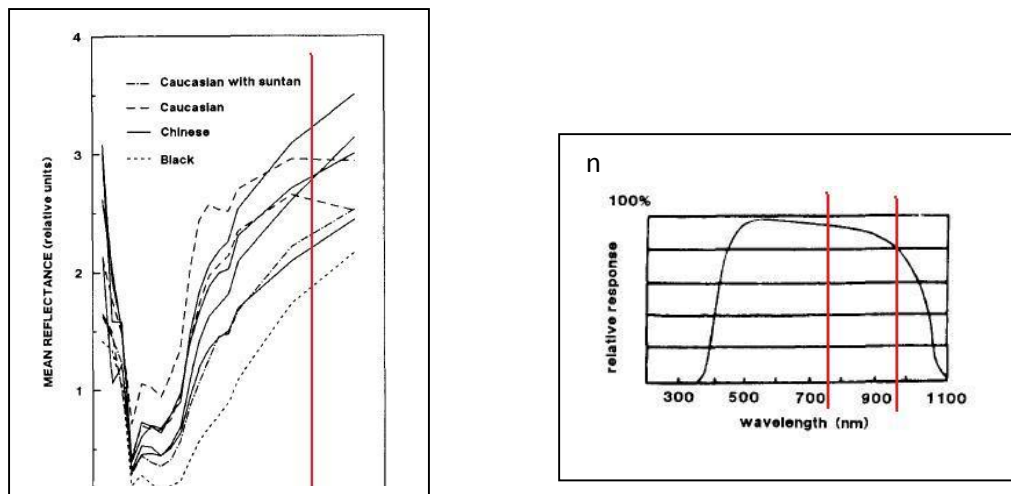 4
Caucasian with suntan
Caucasian
Chinese
Black
3
2
1
MEAN REFLECTANCE (relative units)
n
100%
relative response
300 500 700 900 1100
wavelength (nm)